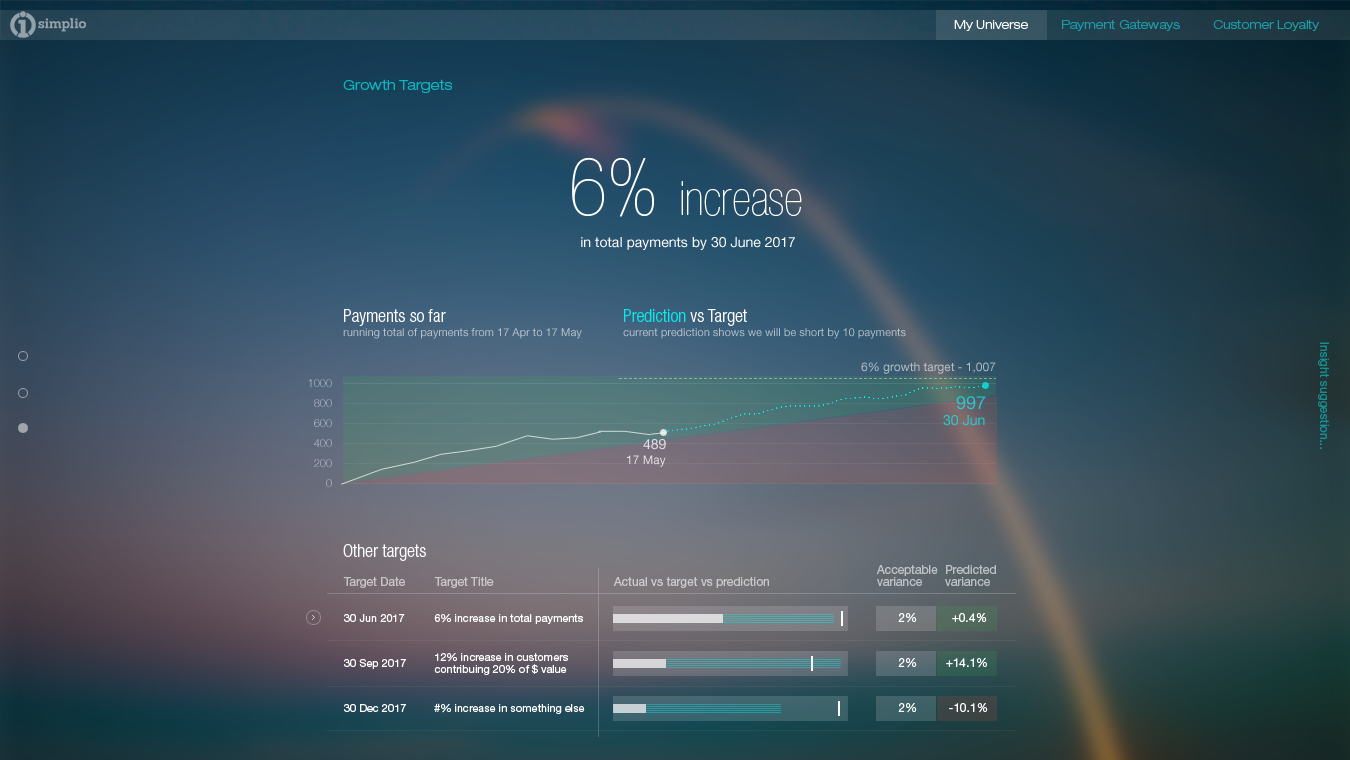 simplio
My Universe
Payment Gateways
Customer Loyalty
Growth Targets
6% increase
in total payments by 30 June 2017
Payments so far
running total of payments from 17 Apr to 17 May
Prediction vs Target
current prediction shows we will be short by 10 payments
6% growth target - 1,007
1000
800
600
400
200
0
489
17 May
997
30 Jun
Insight suggestion...
Other targets
Target Date
Target Title
Actual vs target vs prediction
Acceptable
variance
Predicted
variance
30 Jun 2017
6% increase in total payments
2%
+0.4%
30 Sep 2017
12% increase in customers
contribuing 20% of $ value
2%
+14.1%
30 Dec 2017
#% increase in something else
2%
-10.1%